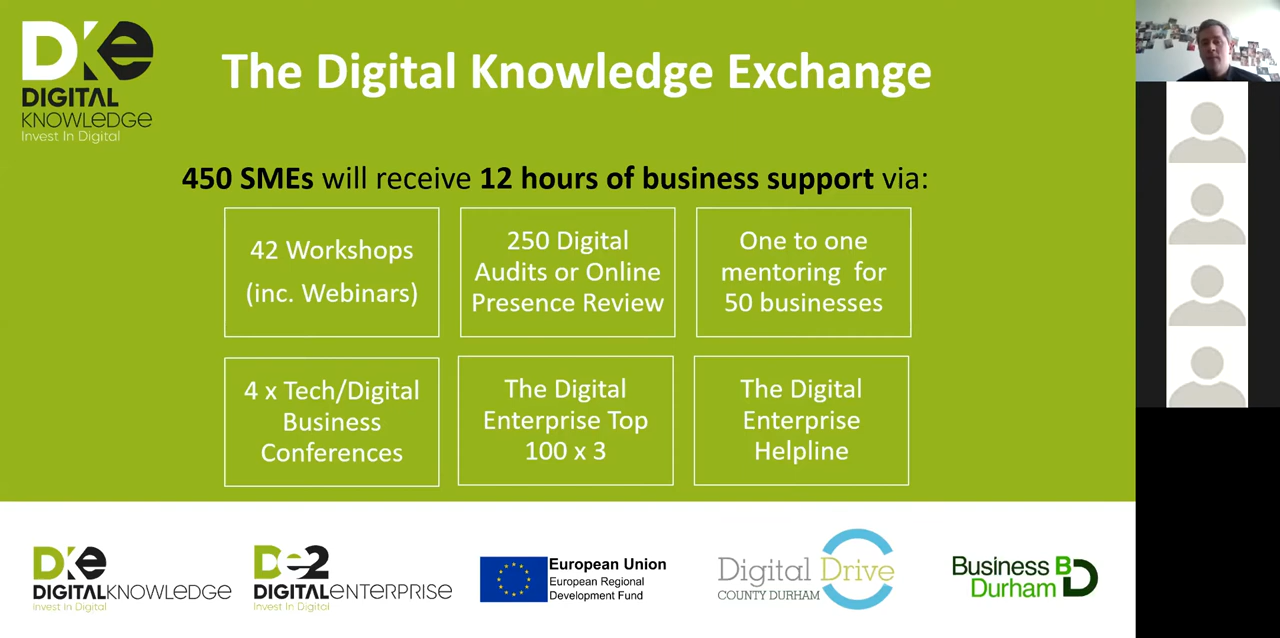 DKe
DIGITAL
KNOWLEDGE
Invest In Digital
The Digital Knowledge Exchange
450 SMEs will receive 12 hours of business support via:
42 Workshops
(inc. Webinars)
250 Digital
Audits or Online
Presence Review
One to one
mentoring for
50 businesses
4 x Tech/Digital
Business
Conferences
The Digital
Enterprise Top
100 x 3
The Digital
Enterprise
Helpline
DKe
DIGITALKNOWLEDGE
Invest In Digital
De2
DIGITALENTERPRISE
Invest In Digital
European Union
European Regional
Development Fund
Digital Drive
COUNTY DURHAM
Business
Durham
BD